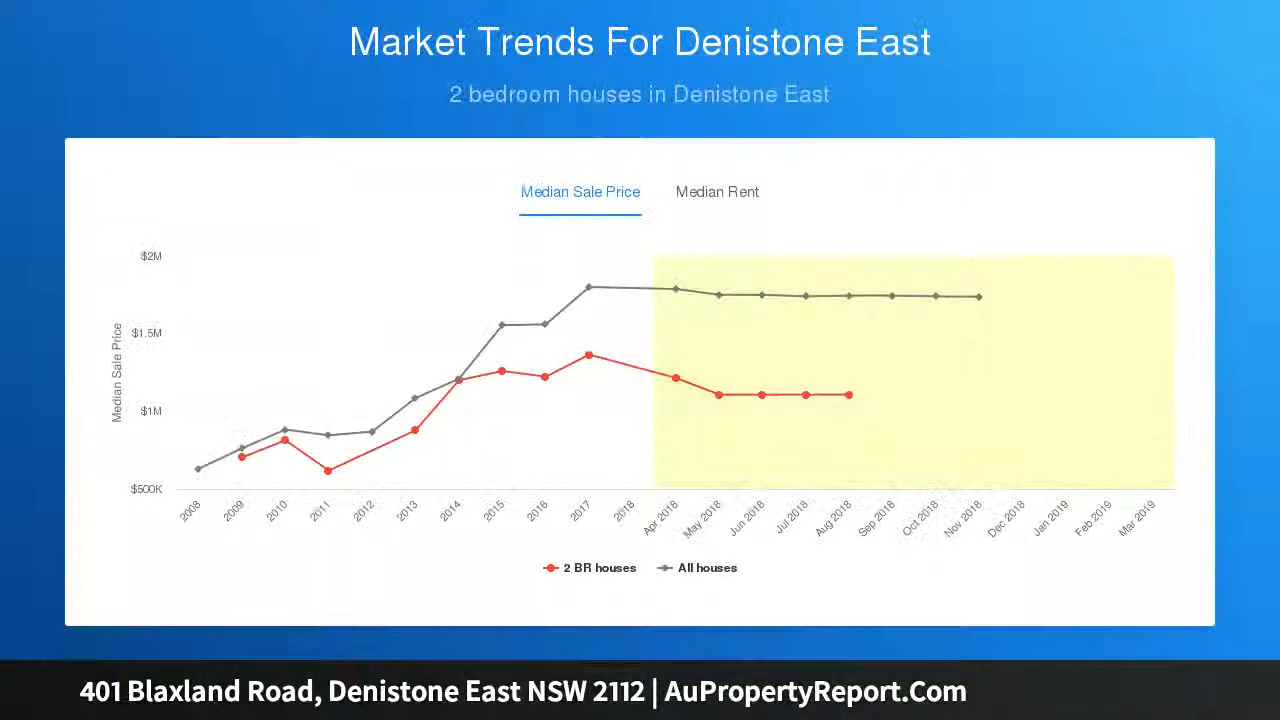 Market Trends For Denistone East
2 bedroom houses in Denistone East
Median Sale Price Median Rent
Median Sale Price
$2M
$1.5M
$1M
$500K
2008 2009 2010 2011 2012 2013 2014 2015 2016 2017 2018 Apr 2018 May 2018 Jun 2018 Jul 2018 Aug 2018 Sep 2018 Oct 2018 Nov 2018 Dec 2018 Jan 2019 Feb 2019 Mar 2019
2 BR houses All houses
401 Blaxland Road, Denistone East NSW 2112 | AuPropertyReport.Com